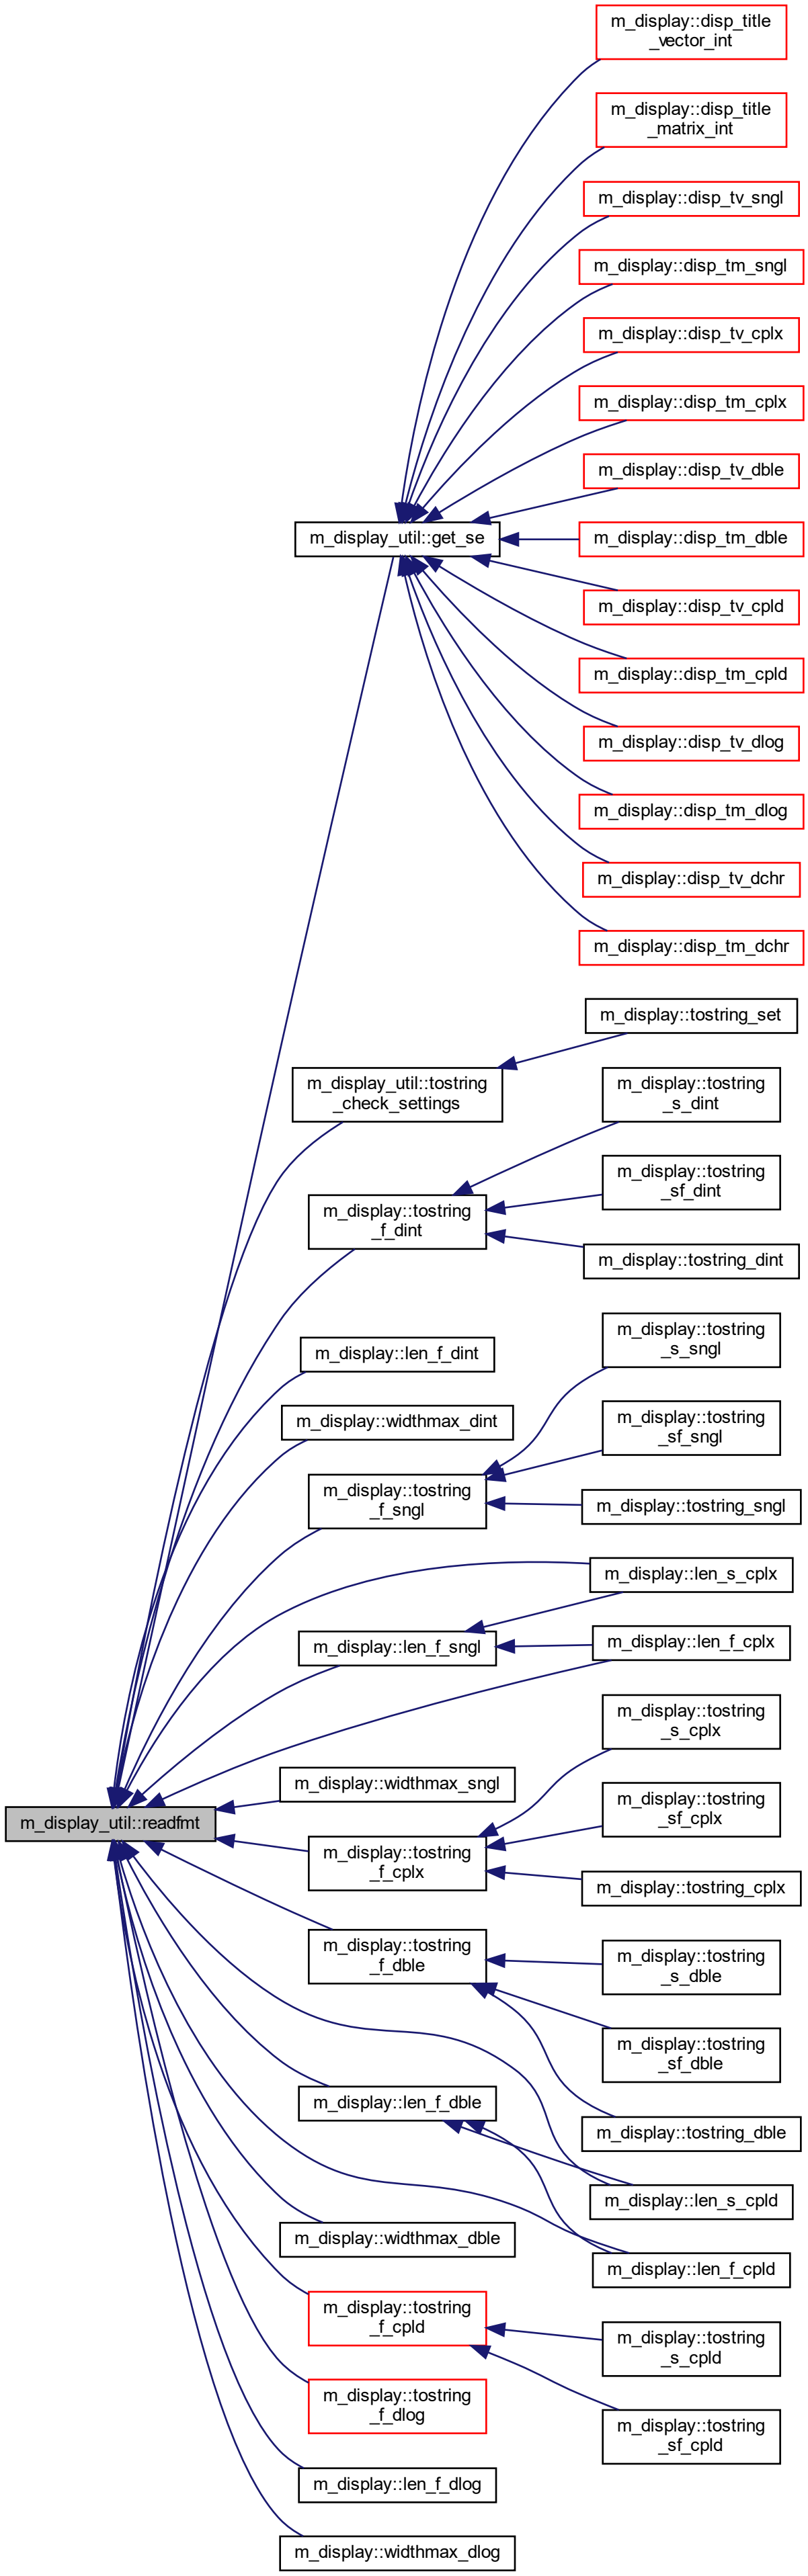 m_display::disp_title
_vector_int
m_display::disp_title
_matrix_int
m_display::disp_tv_sngl
m_display::disp_tm_sngl
m_display::disp_tv_cplx
m_display::disp_tm_cplx
m_display::disp_tv_dble
m_display_util::get_se
m_display::disp_tm_dble
m_display::disp_tv_cpld
m_display::disp_tm_cpld
m_display::disp_tv_dlog
m_display::disp_tm_dlog
m_display::disp_tv_dchr
m_display::disp_tm_dchr
m_display::tostring_set
m_display_util::tostring
_check_settings
m_display::tostring
_s_dint
m_display::tostring
_sf_dint
m_display::tostring
_f_dint
m_display::tostring_dint
m_display::len_f_dint
m_display::tostring
_s_sngl
m_display::widthmax_dint
m_display::tostring
_sf_sngl
m_display::tostring
_f_sngl
m_display::tostring_sngl
m_display::len_s_cplx
m_display::len_f_sngl
m_display::len_f_cplx
m_display::tostring
_s_cplx
m_display::widthmax_sngl
m_display::tostring
_sf_cplx
m_display_util::readfmt
m_display::tostring
_f_cplx
m_display::tostring_cplx
m_display::tostring
_f_dble
m_display::tostring
_s_dble
m_display::tostring
_sf_dble
m_display::len_f_dble
m_display::tostring_dble
m_display::len_s_cpld
m_display::widthmax_dble
m_display::len_f_cpld
m_display::tostring
_f_cpld
m_display::tostring
_s_cpld
m_display::tostring
_f_dlog
m_display::tostring
_sf_cpld
m_display::len_f_dlog
m_display::widthmax_dlog